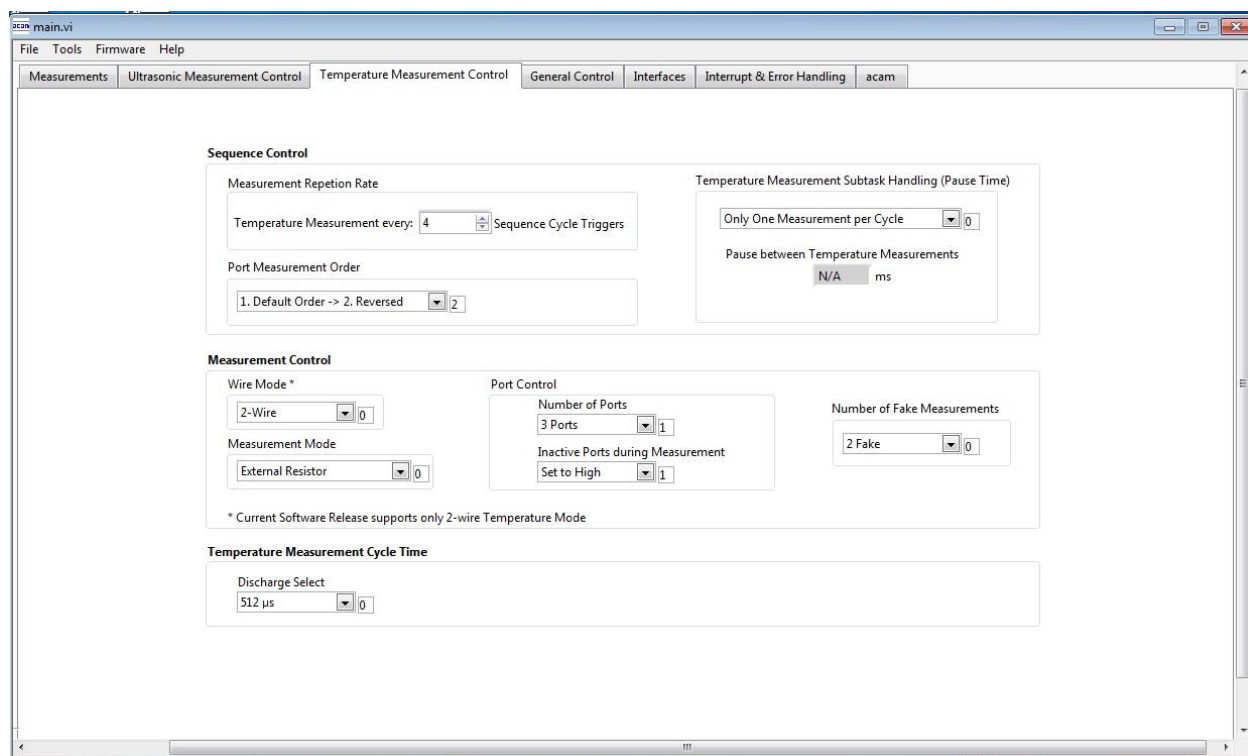 acam main.vi
File Tools Firmware Help
Measurements Ultrasonic Measurement Control Temperature Measurement Control General Control Interfaces Interrupt & Error Handling acam
Sequence Control
Measurement Repetion Rate
Temperature Measurement every: 4 Sequence Cycle Triggers
Port Measurement Order
1. Default Order -> 2. Reversed 2
Temperature Measurement Subtask Handling (Pause Time)
Only One Measurement per Cycle 0
Pause between Temperature Measurements
N/A ms
Measurement Control
Wire Mode *
2-Wire 0
Measurement Mode
External Resistor 0
Port Control
Number of Ports
3 Ports 1
Inactive Ports during Measurement
Set to High 1
Number of Fake Measurements
2 Fake 0
* Current Software Release supports only 2-wire Temperature Mode
Temperature Measurement Cycle Time
Discharge Select
512 µs 0